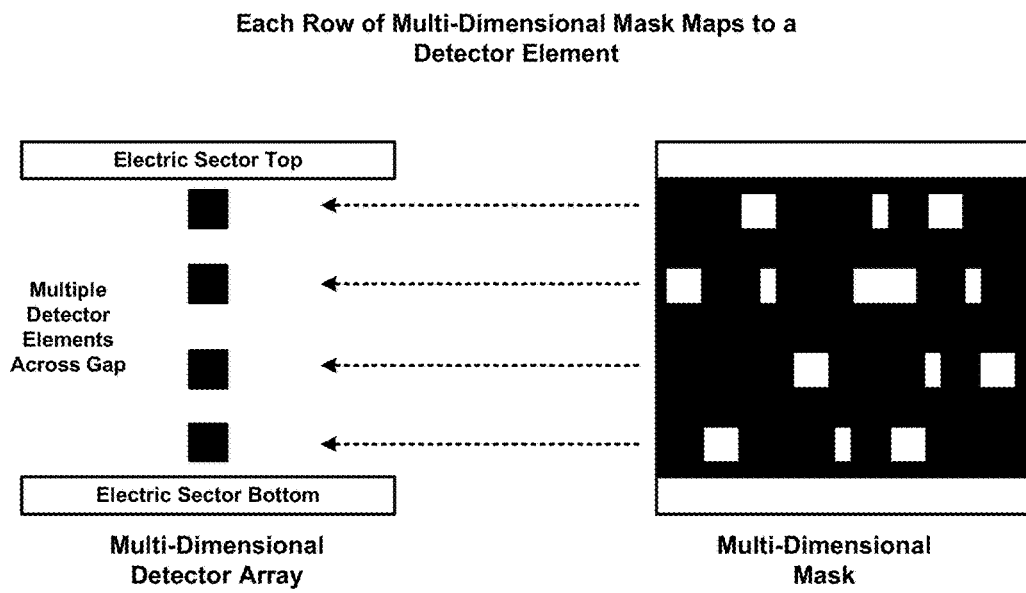 Each Row of Multi-Dimensional Mask Maps to a
Detector Element
Electric Sector Top
Multiple
Detector
Elements
Across Gap
Electric Sector Bottom
Multi-Dimensional
Detector Array
Multi-Dimensional
Mask